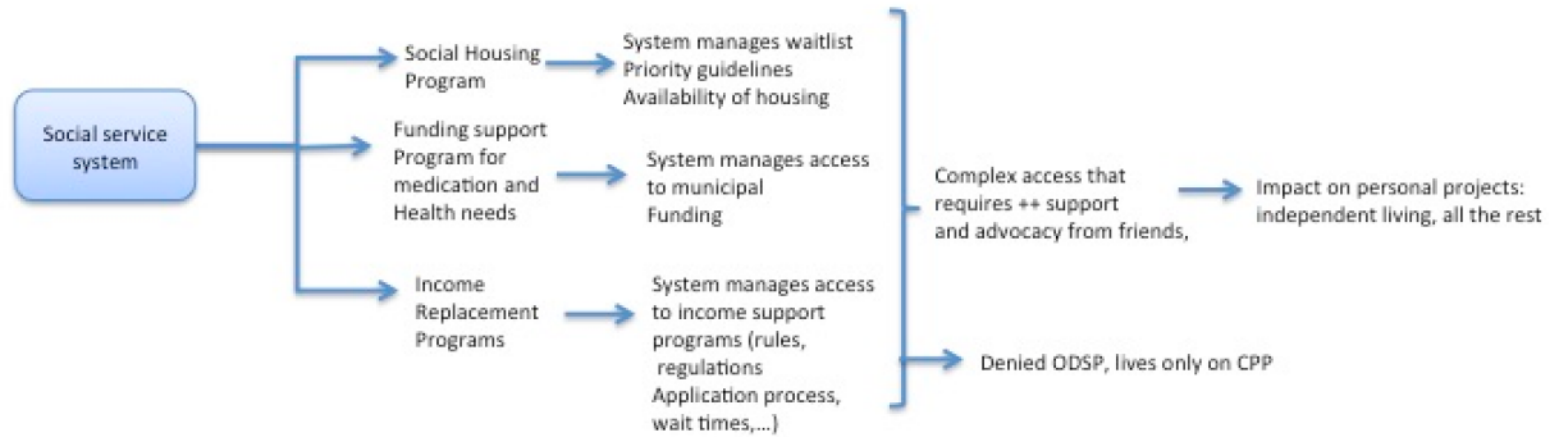 Social service
system
Social Housing
Program
System manages waitlist
Priority guidelines
Availability of housing
Funding support
Program for
medication and
Health needs
System manages access
to municipal
Funding
Income
Replacement
Programs
System manages access
to income support
programs (rules,
regulations
Application process,
wait times,...)
Complex access that
requires ++ support
and advocacy from friends,
Impact on personal projects:
independent living, all the rest
Denied ODSP, lives only on CPP